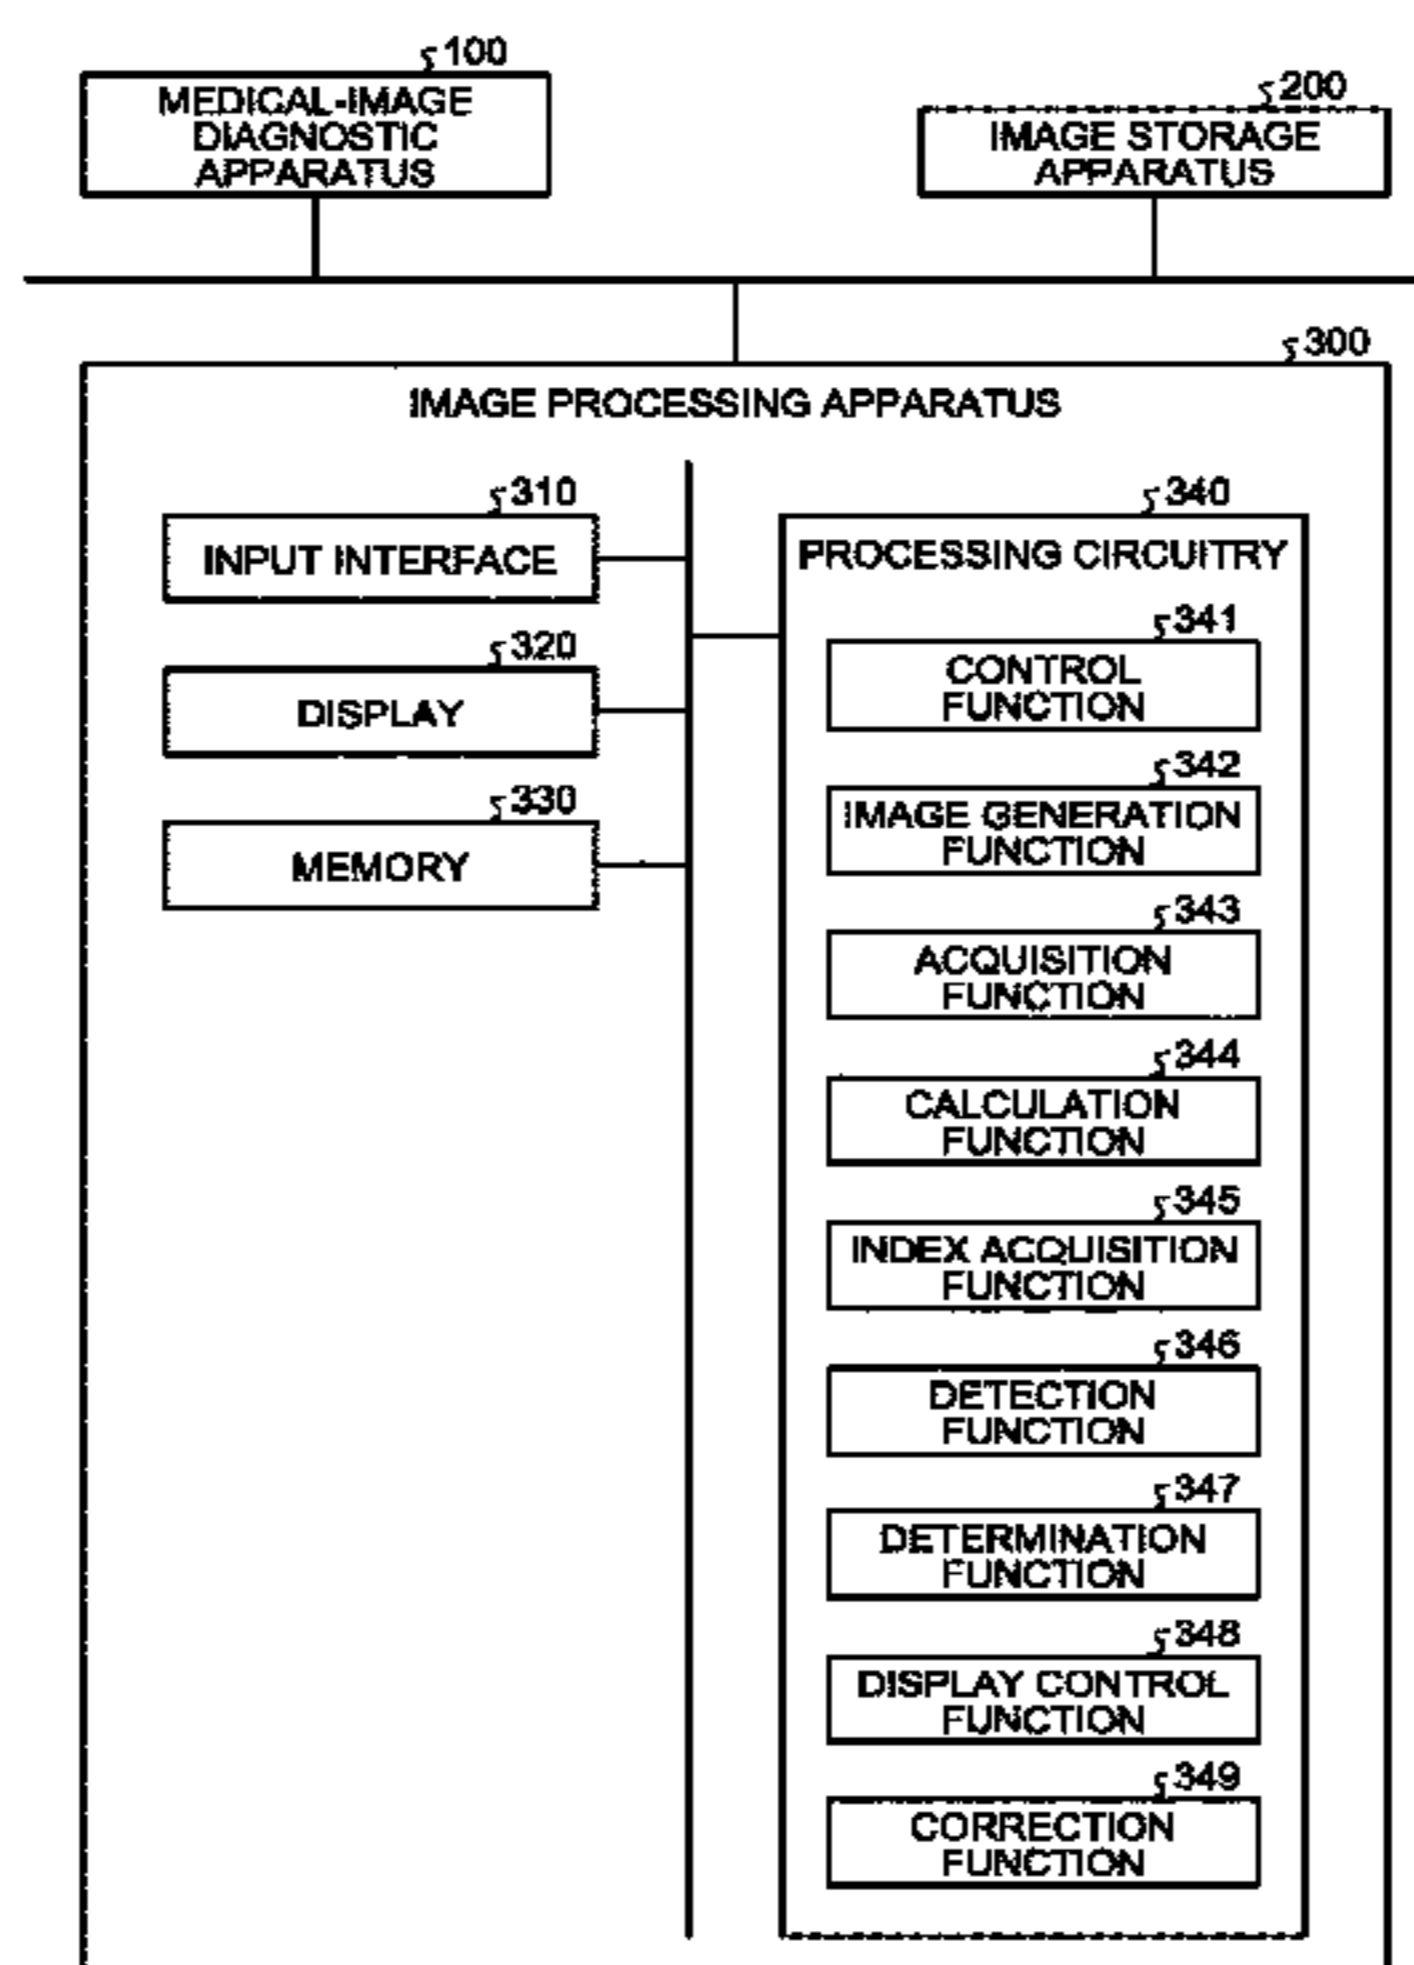 100
MEDICAL-IMAGE
DIAGNOSTIC
APPARATUS
200
IMAGE STORAGE
APPARATUS
300
IMAGE PROCESSING APPARATUS
310
INPUT INTERFACE
320
DISPLAY
330
MEMORY
340
PROCESSING CIRCUITRY
341
CONTROL
FUNCTION
342
IMAGE GENERATION
FUNCTION
343
ACQUISITION
FUNCTION
344
CALCULATION
FUNCTION
345
INDEX ACQUISITION
FUNCTION
346
DETECTION
FUNCTION
347
DETERMINATION
FUNCTION
348
DISPLAY CONTROL
FUNCTION
349
CORRECTION
FUNCTION